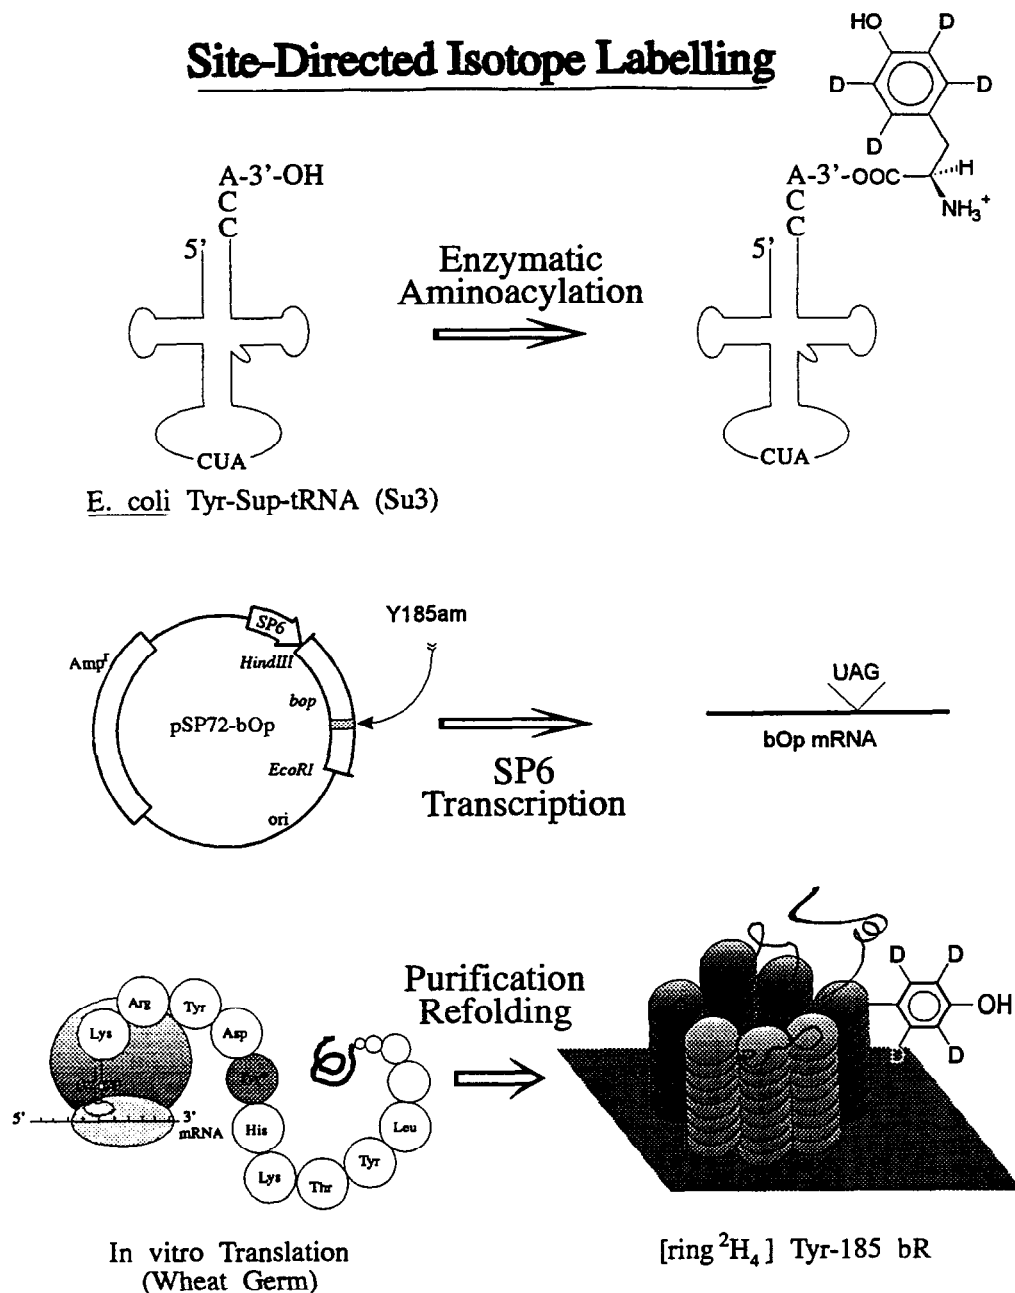 Site-Directed Isotope Labelling
HO
D
D
D
D
A-3'-OH
C
C
5'
CUA
E. coli Tyr-Sup-tRNA (Su3)
Enzymatic
Aminoacylation
A-3'-OOC
H
NH3+
C
C
5'
CUA
SP6
HindIII
Ampr
bop
pSP72-bOp
EcoRI
ori
Y185am
SP6
Transcription
UAG
bOp mRNA
Lys
Arg
Tyr
Asp
His
Lys
Thr
Tyr
Leu
5'
3'
mRNA
In vitro Translation
(Wheat Germ)
Purification
Refolding
D
D
OH
D
D
[ring 2H4] Tyr-185 bR